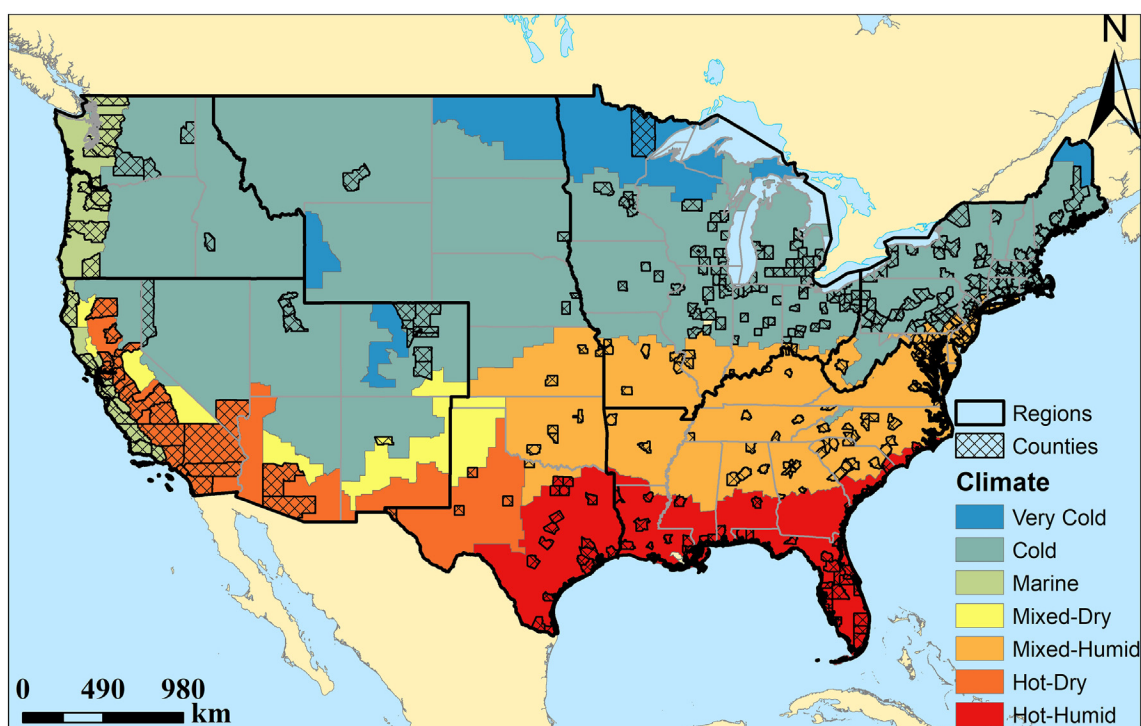 N
Regions
Counties
Climate
Very Cold
Cold
Marine
Mixed-Dry
Mixed-Humid
Hot-Dry
Hot-Humid
0 490 980
km